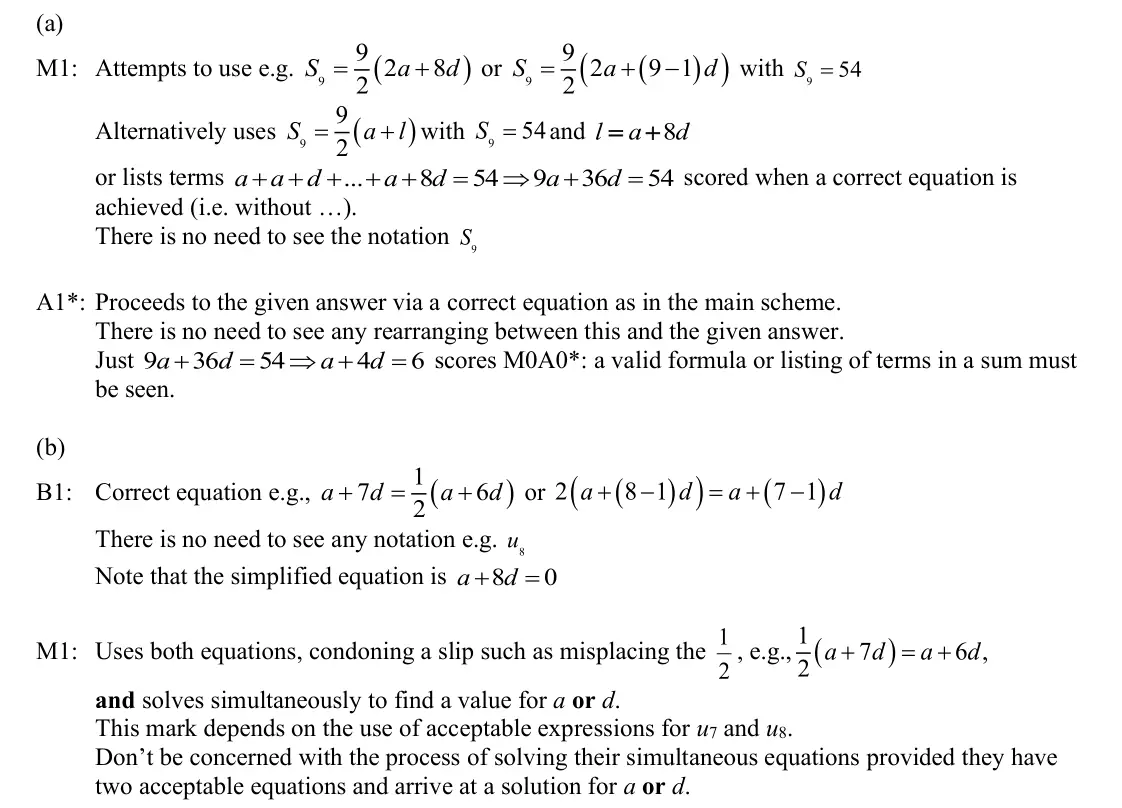 (a)
M1: Attempts to use e.g. S₉ = 9/2(2a+8d) or S₉ = 9/2(2a+(9−1)d) with S₉ = 54
Alternatively uses S₉ = 9/2(a+l) with S₉ = 54 and l = a+8d
or lists terms a+a+d+...+a+8d = 54 ⇒ 9a+36d = 54 scored when a correct equation is
achieved (i.e. without …).
There is no need to see the notation S₉
A1*: Proceeds to the given answer via a correct equation as in the main scheme.
There is no need to see any rearranging between this and the given answer.
Just 9a+36d = 54 ⇒ a+4d = 6 scores M0A0*: a valid formula or listing of terms in a sum must
be seen.
(b)
B1: Correct equation e.g., a+7d = 1/2(a+6d) or 2(a+(8−1)d) = a+(7−1)d
There is no need to see any notation e.g. u₈
Note that the simplified equation is a+8d = 0
M1: Uses both equations, condoning a slip such as misplacing the 1/2, e.g., 1/2(a+7d) = a+6d,
and solves simultaneously to find a value for a or d.
This mark depends on the use of acceptable expressions for u₇ and u₈.
Don't be concerned with the process of solving their simultaneous equations provided they have
two acceptable equations and arrive at a solution for a or d.